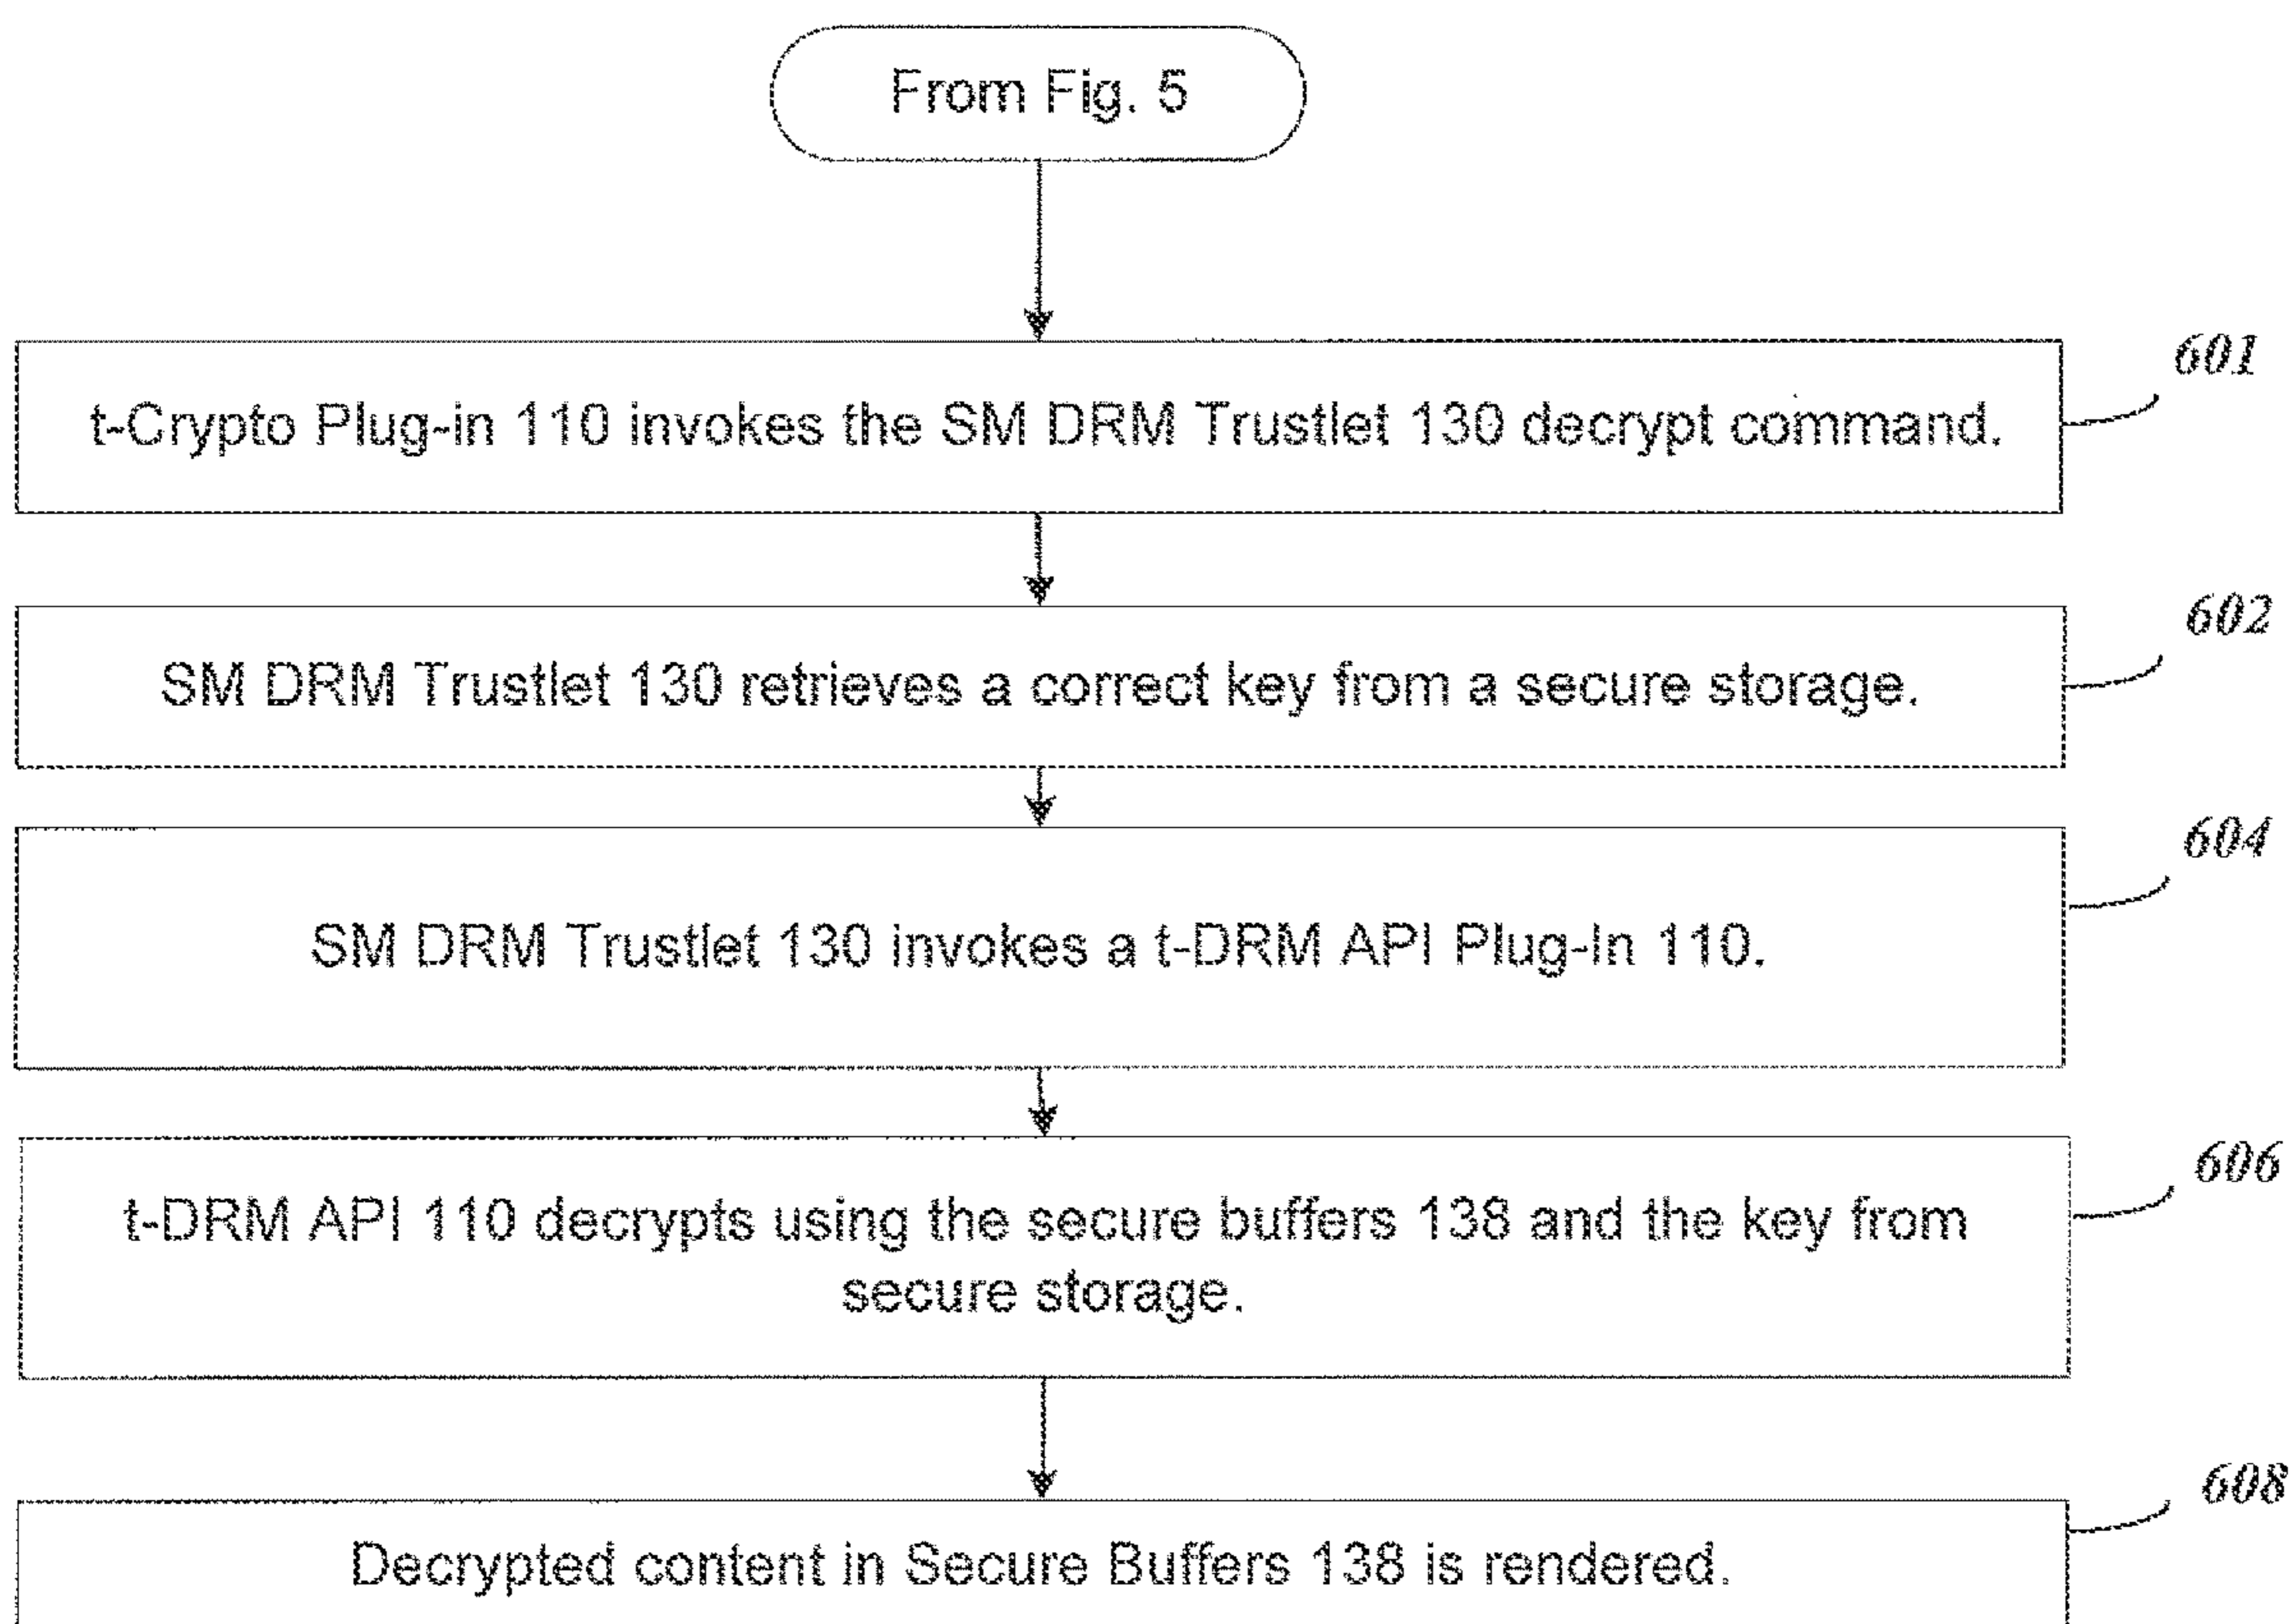 From Fig. 5
601
t-Crypto Plug-in 110 invokes the SM DRM Trustlet 130 decrypt command.
602
SM DRM Trustlet 130 retrieves a correct key from a secure storage.
604
SM DRM Trustlet 130 invokes a t-DRM API Plug-In 110.
606
t-DRM API 110 decrypts using the secure buffers 138 and the key from
secure storage.
608
Decrypted content in Secure Buffers 138 is rendered.